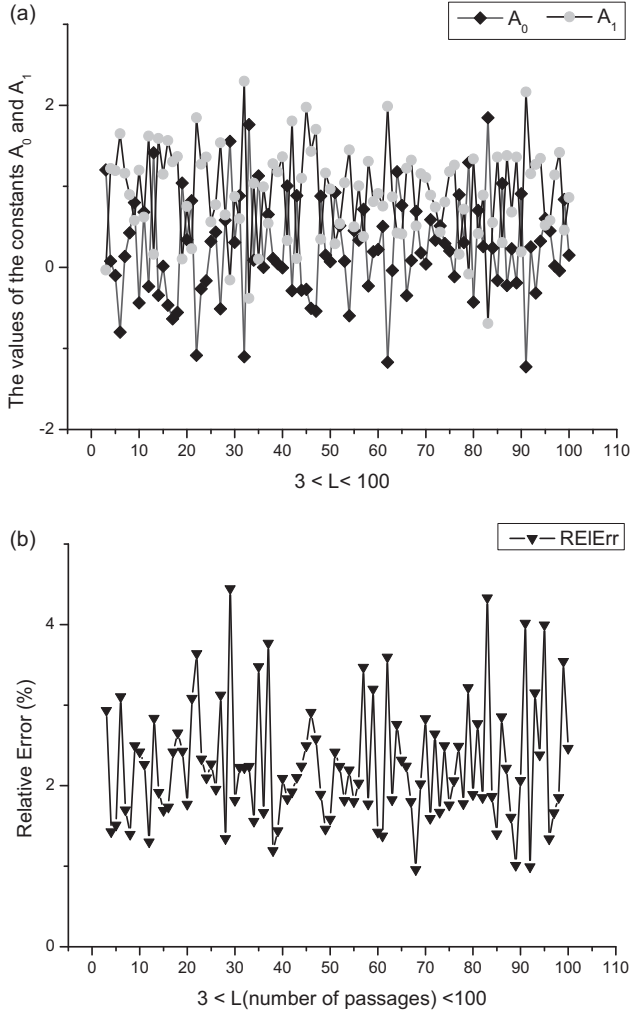 (a)
A0
A1
The values of the constants A0 and A1
2
0
-2
0 10 20 30 40 50 60 70 80 90 100 110
3 < L< 100
(b)
RElErr
Relative Error (%)
4
2
0
0 10 20 30 40 50 60 70 80 90 100 110
3 < L(number of passages) <100